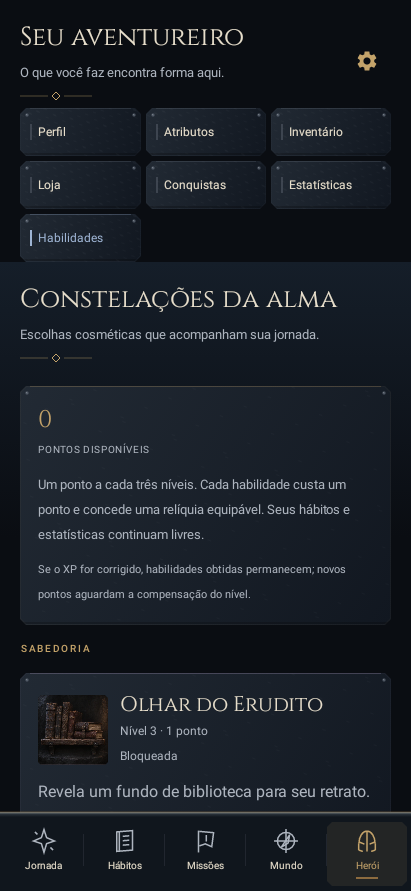 Seu aventureiro
O que você faz encontra forma aqui.
Perfil
Atributos
Inventário
Loja
Conquistas
Estatísticas
Habilidades
Constelações da alma
Escolhas cosméticas que acompanham sua jornada.
0
PONTOS DISPONÍVEIS
Um ponto a cada três níveis. Cada habilidade custa um
ponto e concede uma relíquia equipável. Seus hábitos e
estatísticas continuam livres.
Se o XP for corrigido, habilidades obtidas permanecem; novos
pontos aguardam a compensação do nível.
SABEDORIA
Olhar do Erudito
Nível 3 · 1 ponto
Bloqueada
Revela um fundo de biblioteca para seu retrato.
Jornada
Hábitos
Missões
Mundo
Herói